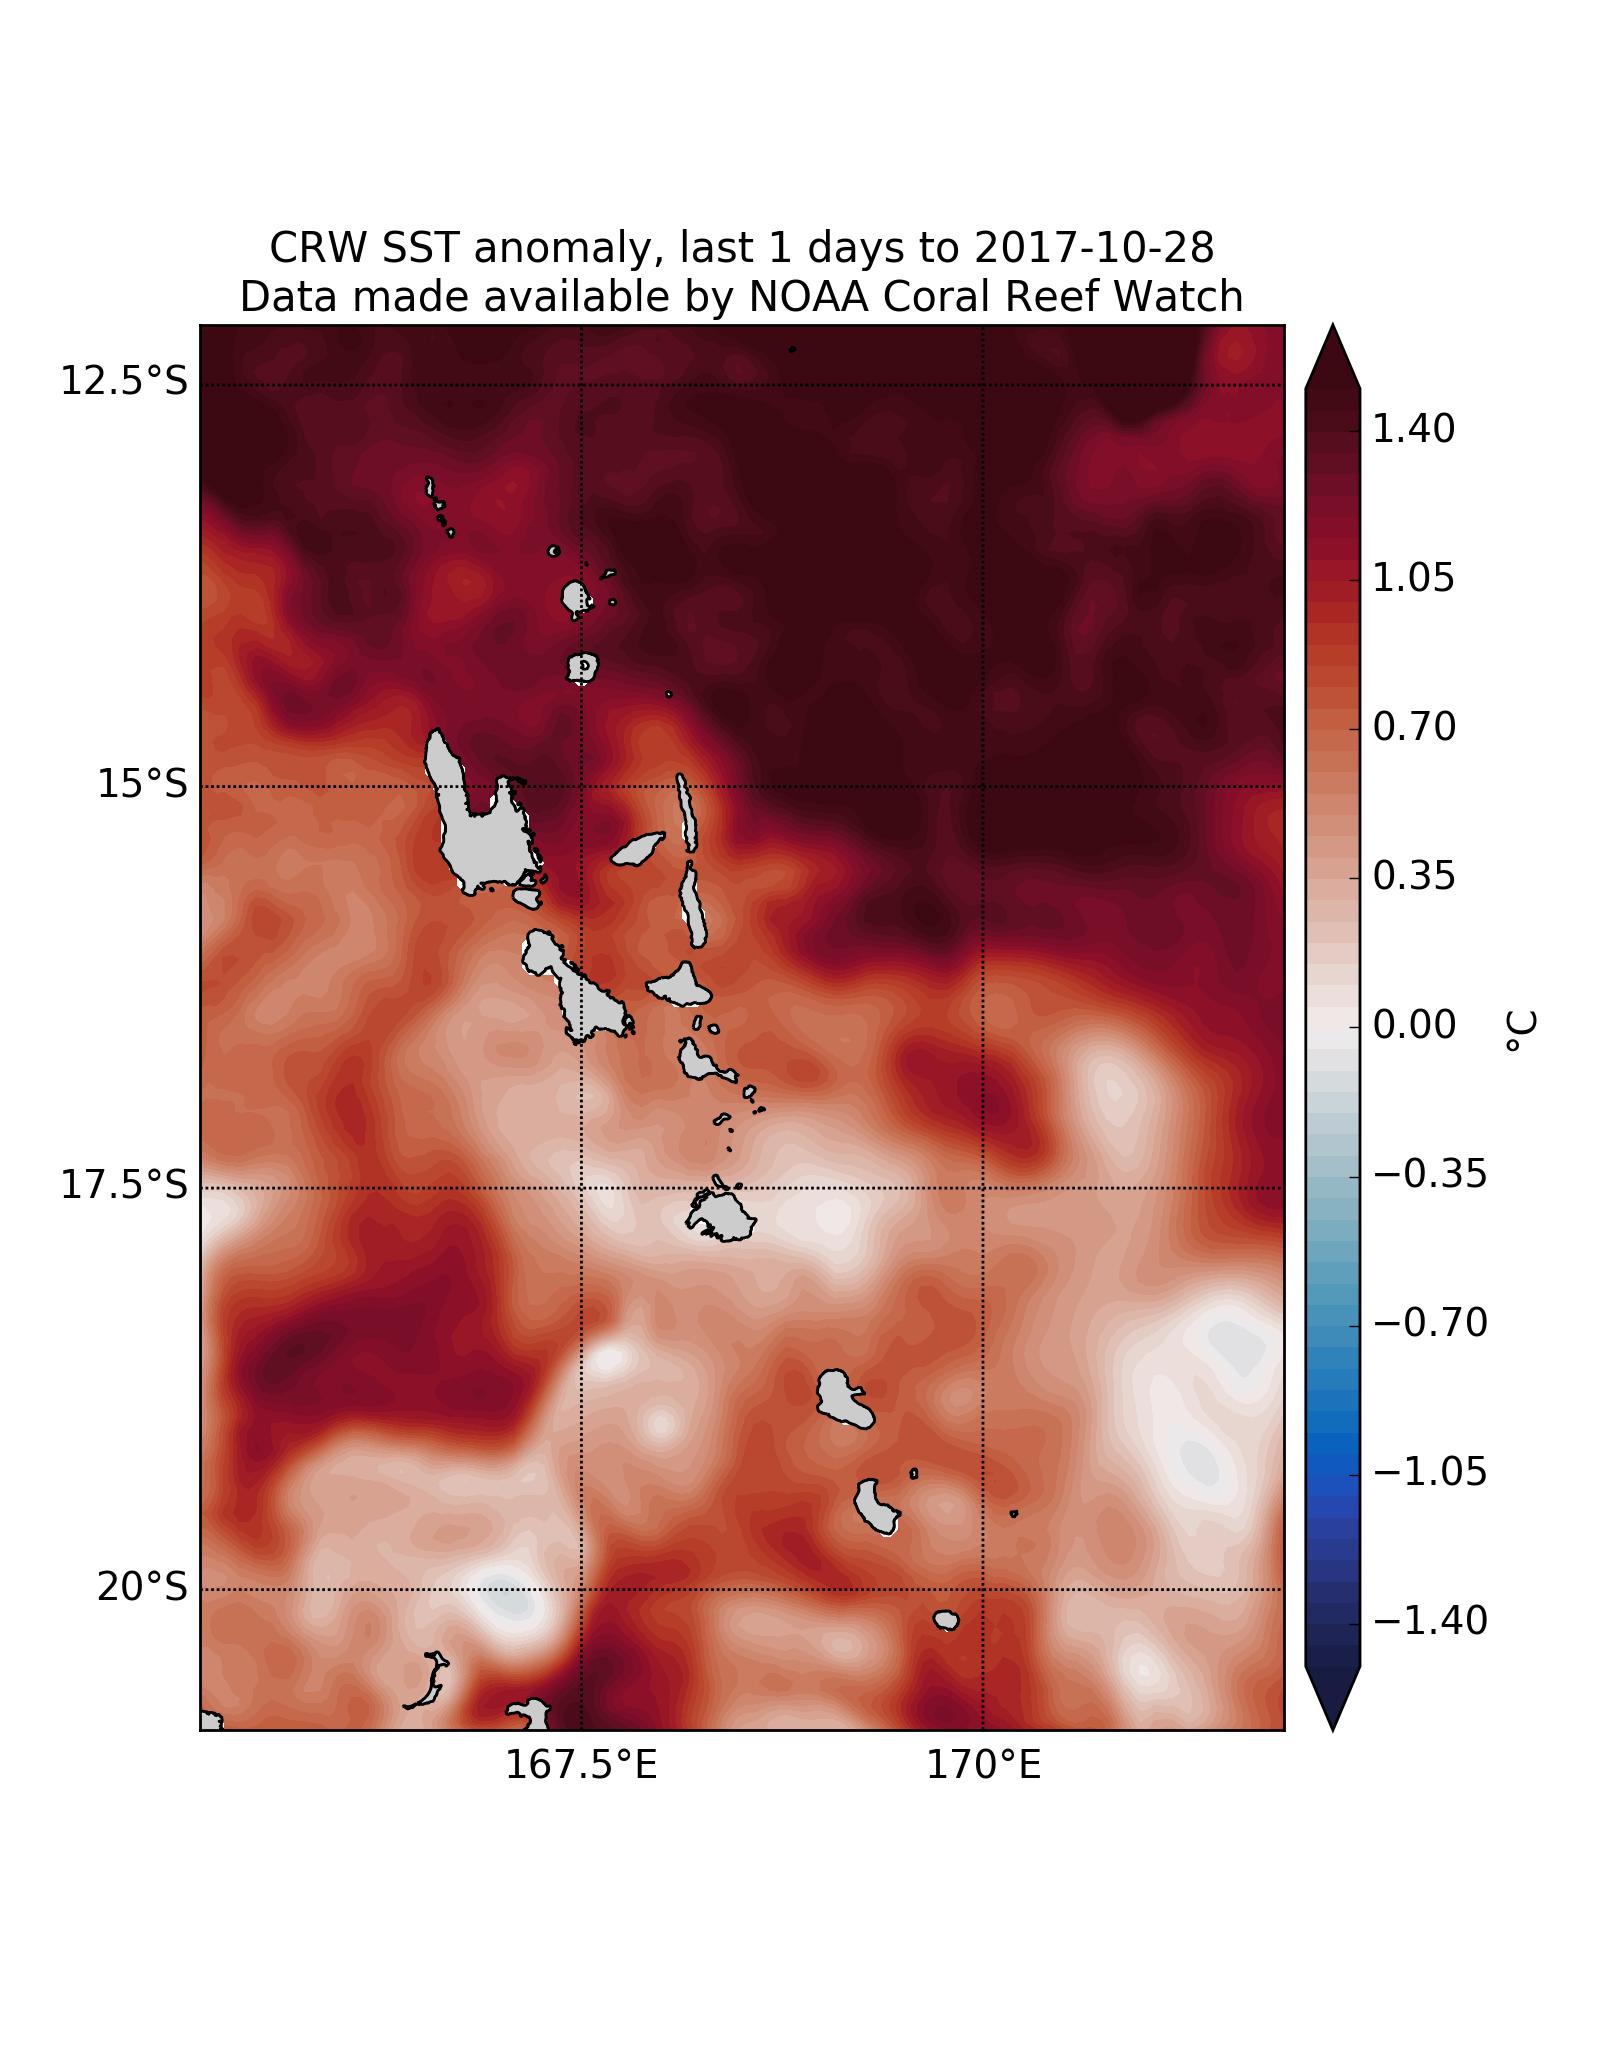 CRW SST anomaly, last 1 days to 2017-10-28
Data made available by NOAA Coral Reef Watch
12.5°S
15°S
17.5°S
20°S
167.5°E
170°E
1.40
1.05
0.70
0.35
0.00
−0.35
−0.70
−1.05
−1.40
°C